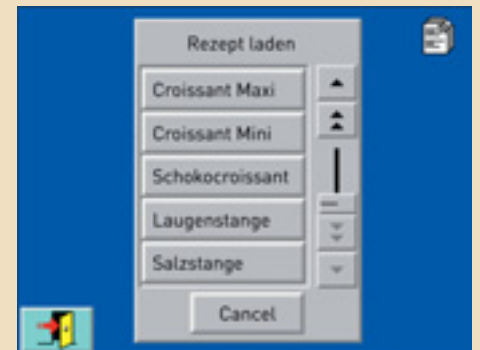 Rezept laden
Croissant Maxi
Croissant Mini
Schokocroissant
Laugenstange
Salzstange
Cancel